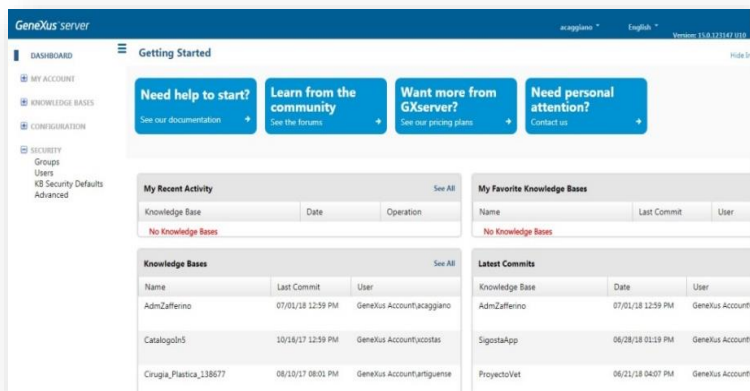 GeneXus server
acaggiano
English
Version: 15.0.123147 U10
DASHBOARD
Getting Started
MY ACCOUNT
KNOWLEDGE BASES
CONFIGURATION
SECURITY
Groups
Users
KB Security Defaults
Advanced
Need help to start?
See our documentation
Learn from the
community
See the forums
Want more from
GXserver?
See our pricing plans
Need personal
attention?
Contact us
My Recent Activity See All
Knowledge Base Date Operation
No Knowledge Bases
My Favorite Knowledge Bases
Name Last Commit User
No Knowledge Bases
Knowledge Bases See All
Name Last Commit User
AdmZafferino 07/01/18 12:59 PM GeneXus Account\acaggiano
CatalogoIn5 10/16/17 12:59 PM GeneXus Account\xcostas
Cirugia_Plastica_138677 08/10/17 08:01 PM GeneXus Account\artiguense
Latest Commits
Knowledge Base Date User
AdmZafferino 07/01/18 12:59 PM GeneXus Account\
SigostaApp 06/28/18 01:19 PM GeneXus Account\
ProyectoVet 06/21/18 04:07 PM GeneXus Account\